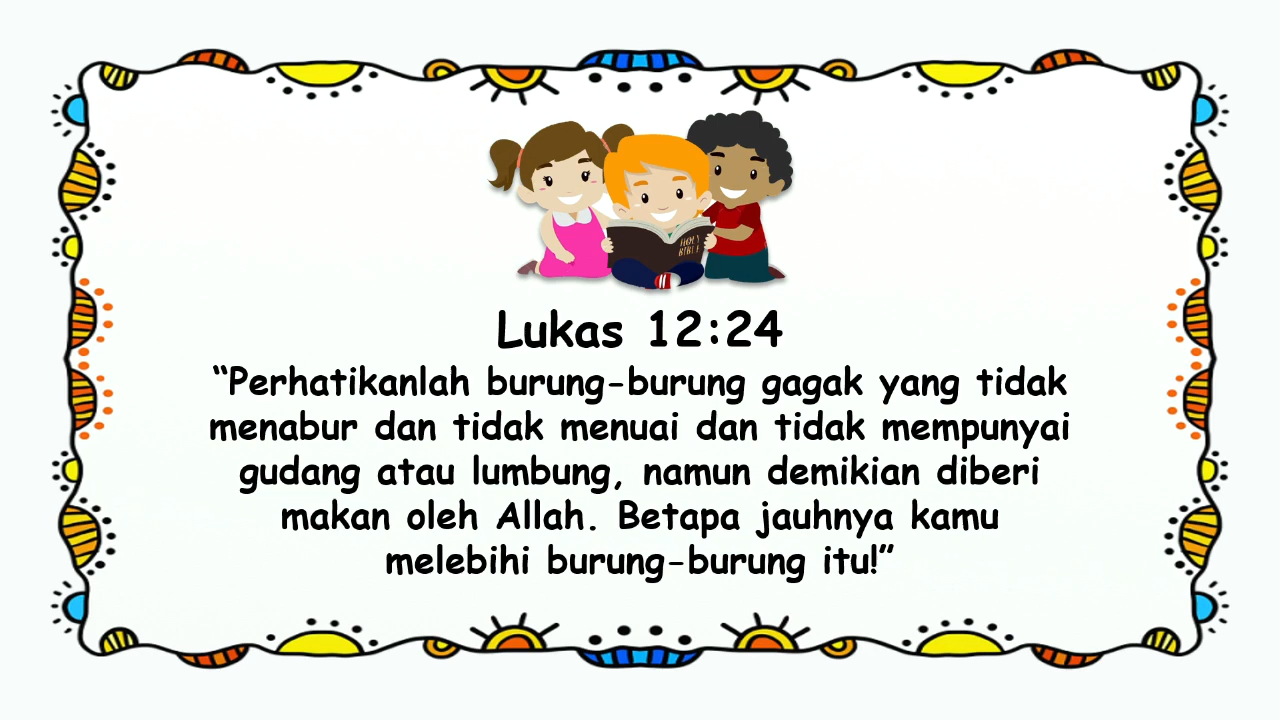 HOLY
BIBLE
Lukas 12:24
“Perhatikanlah burung-burung gagak yang tidak
menabur dan tidak menuai dan tidak mempunyai
gudang atau lumbung, namun demikian diberi
makan oleh Allah. Betapa jauhnya kamu
melebihi burung-burung itu!”